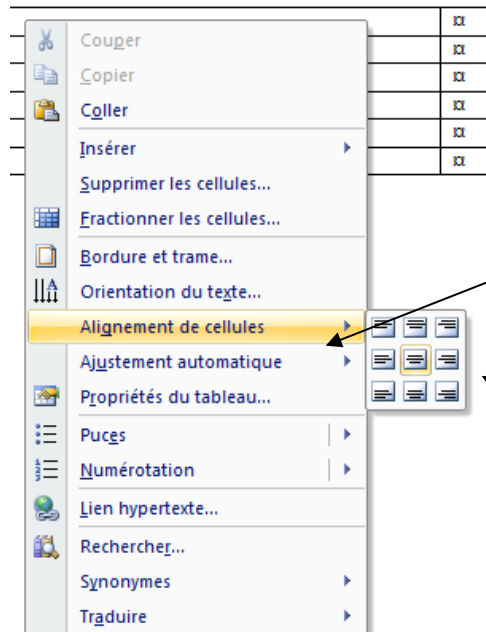 Couper
Copier
Coller
Insérer
Supprimer les cellules...
Fractionner les cellules...
Bordure et trame...
Orientation du texte...
Alignement de cellules
Ajustement automatique
Propriétés du tableau...
Puces
Numérotation
Lien hypertexte...
Rechercher...
Synonymes
Traduire